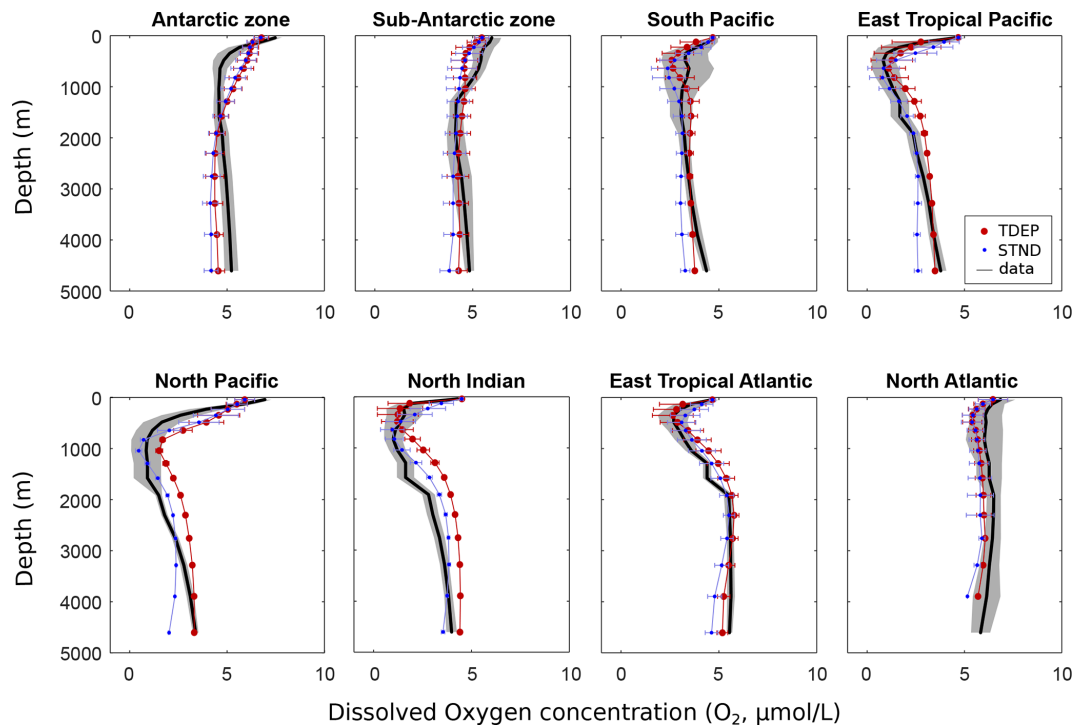 Antarctic zone
Sub-Antarctic zone
South Pacific
East Tropical Pacific
Depth (m)
0
1000
2000
3000
4000
5000
0 5 10
0 5 10
0 5 10
0 5 10
TDEP
STND
data
North Pacific
North Indian
East Tropical Atlantic
North Atlantic
Depth (m)
0
1000
2000
3000
4000
5000
0 5 10
0 5 10
0 5 10
0 5 10
Dissolved Oxygen concentration (O₂, μmol/L)